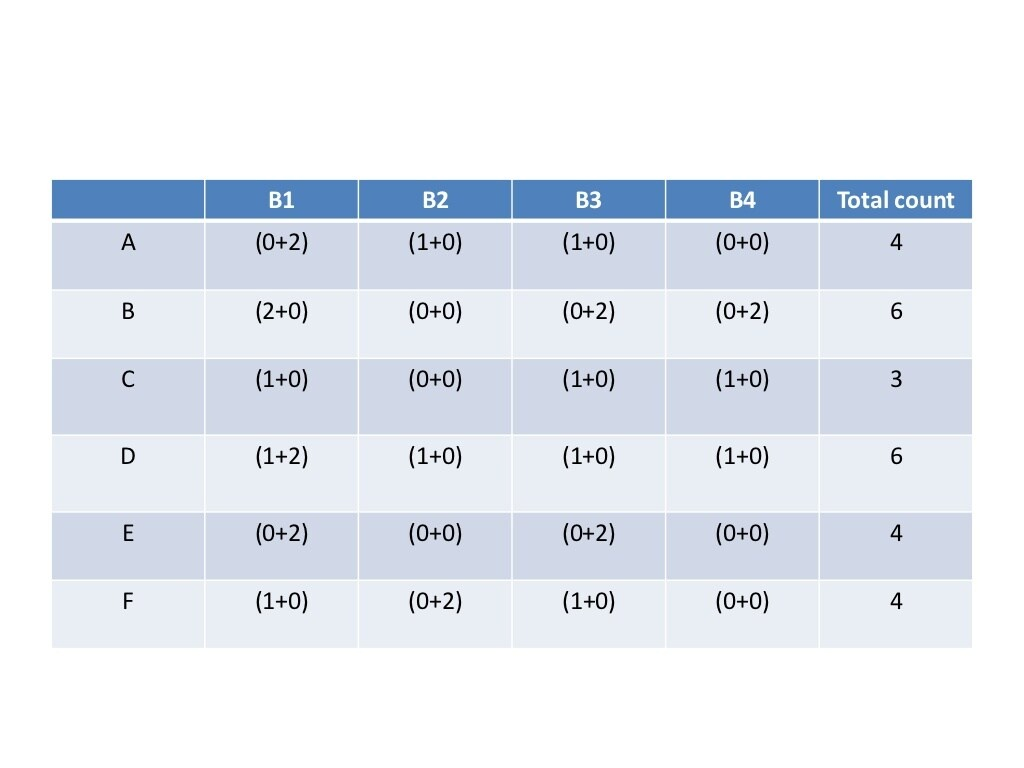 B1 B2 B3 B4 Total count
A (0+2) (1+0) (1+0) (0+0) 4
B (2+0) (0+0) (0+2) (0+2) 6
C (1+0) (0+0) (1+0) (1+0) 3
D (1+2) (1+0) (1+0) (1+0) 6
E (0+2) (0+0) (0+2) (0+0) 4
F (1+0) (0+2) (1+0) (0+0) 4